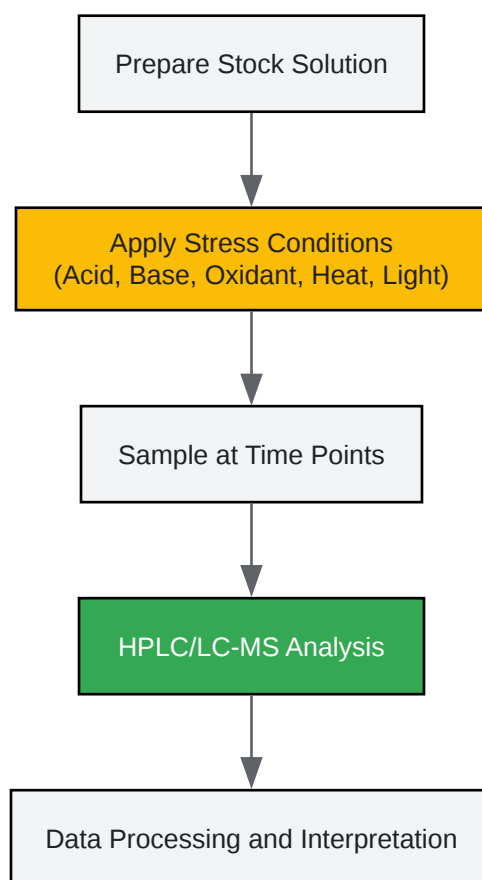 Prepare Stock Solution
Apply Stress Conditions
(Acid, Base, Oxidant, Heat, Light)
Sample at Time Points
HPLC/LC-MS Analysis
Data Processing and Interpretation